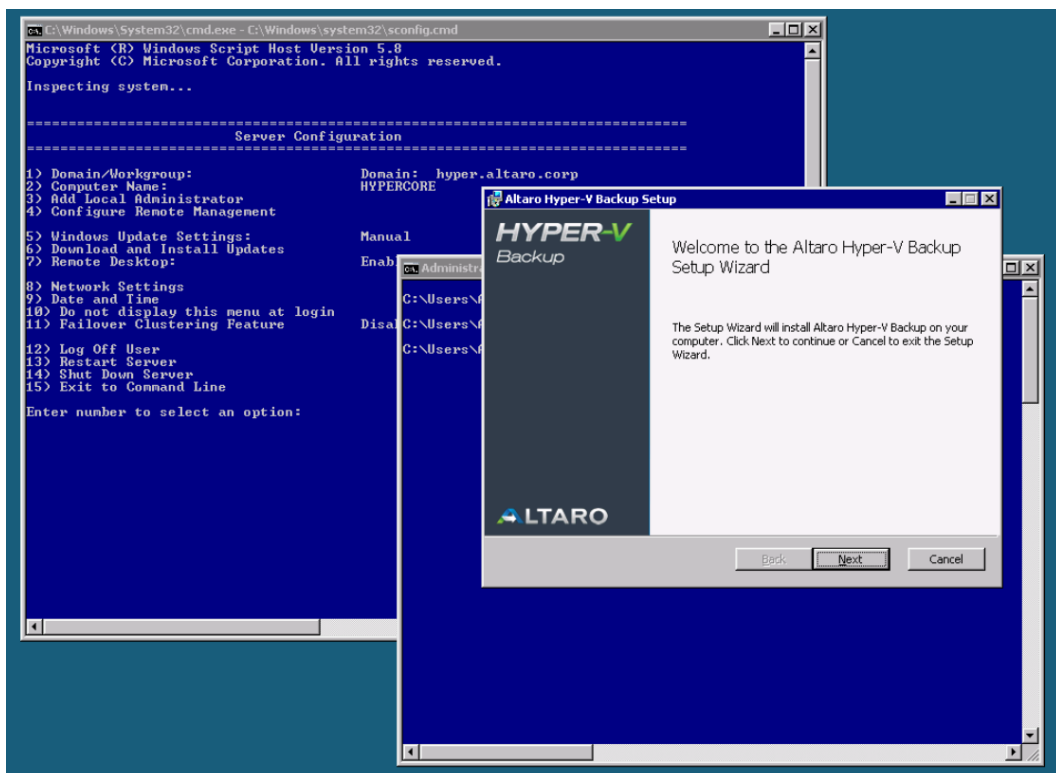 C:\Windows\System32\cmd.exe - C:\Windows\system32\sconfig.cmd
Microsoft (R) Windows Script Host Version 5.8
Copyright (C) Microsoft Corporation. All rights reserved.
Inspecting system...
===============================================================================
Server Configuration
===============================================================================
1) Domain/Workgroup: Domain: hyper.altaro.corp
2) Computer Name: HYPERCORE
3) Add Local Administrator
4) Configure Remote Management
5) Windows Update Settings: Manual
6) Download and Install Updates
7) Remote Desktop: Enab
8) Network Settings
9) Date and Time
10) Do not display this menu at login
11) Failover Clustering Feature Disa
12) Log Off User
13) Restart Server
14) Shut Down Server
15) Exit to Command Line
Enter number to select an option:
Administr
C:\Users\
C:\Users\
C:\Users\
Altaro Hyper-V Backup Setup
HYPER-V
Backup
Welcome to the Altaro Hyper-V Backup
Setup Wizard
The Setup Wizard will install Altaro Hyper-V Backup on your
computer. Click Next to continue or Cancel to exit the Setup
Wizard.
ALTARO
Back Next Cancel